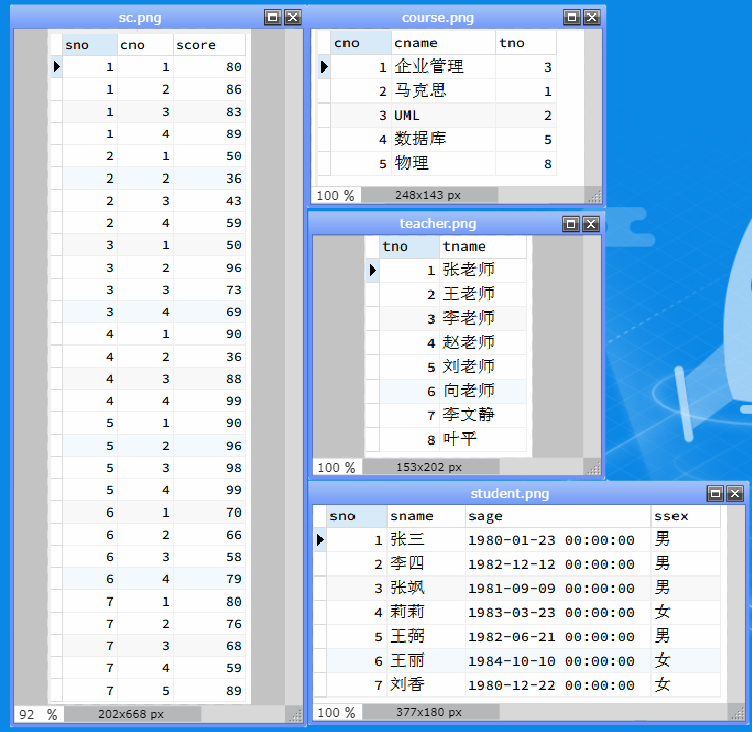 sc.png
sno cno score
1 1 80
1 2 86
1 3 83
1 4 89
2 1 50
2 2 36
2 3 43
2 4 59
3 1 50
3 2 96
3 3 73
3 4 69
4 1 90
4 2 36
4 3 88
4 4 99
5 1 90
5 2 96
5 3 98
5 4 99
6 1 70
6 2 66
6 3 58
6 4 79
7 1 80
7 2 76
7 3 68
7 4 59
7 5 89
92 % 202x668 px
course.png
cno cname tno
1 企业管理 3
2 马克思 1
3 UML 2
4 数据库 5
5 物理 8
100 % 248x143 px
teacher.png
tno tname
1 张老师
2 王老师
3 李老师
4 赵老师
5 刘老师
6 向老师
7 李文静
8 叶平
100 % 153x202 px
student.png
sno sname sage ssex
1 张三 1980-01-23 00:00:00 男
2 李四 1982-12-12 00:00:00 男
3 张飒 1981-09-09 00:00:00 男
4 莉莉 1983-03-23 00:00:00 女
5 王弼 1982-06-21 00:00:00 男
6 王丽 1984-10-10 00:00:00 女
7 刘香 1980-12-22 00:00:00 女
100 % 377x180 px